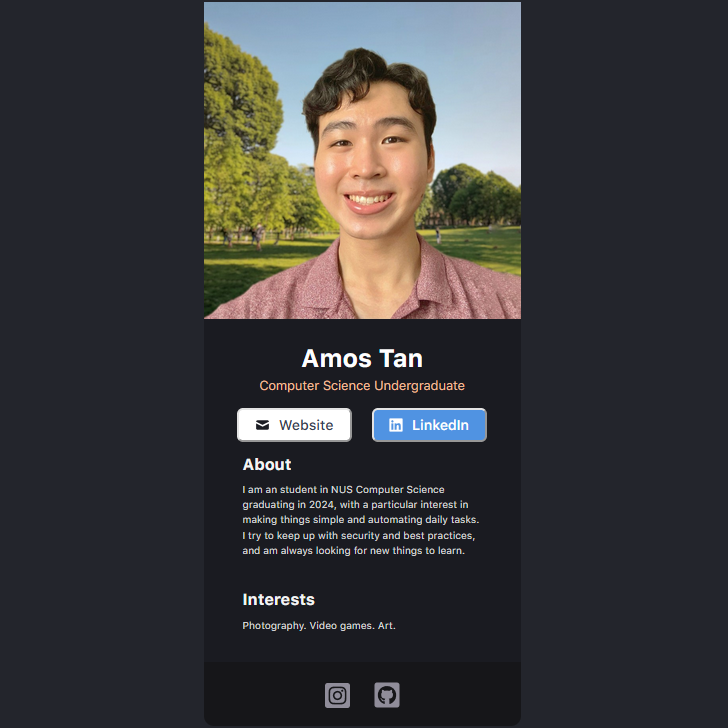 Amos Tan
Computer Science Undergraduate
Website
LinkedIn
About
I am an student in NUS Computer Science
graduating in 2024, with a particular interest in
making things simple and automating daily tasks.
I try to keep up with security and best practices,
and am always looking for new things to learn.
Interests
Photography. Video games. Art.